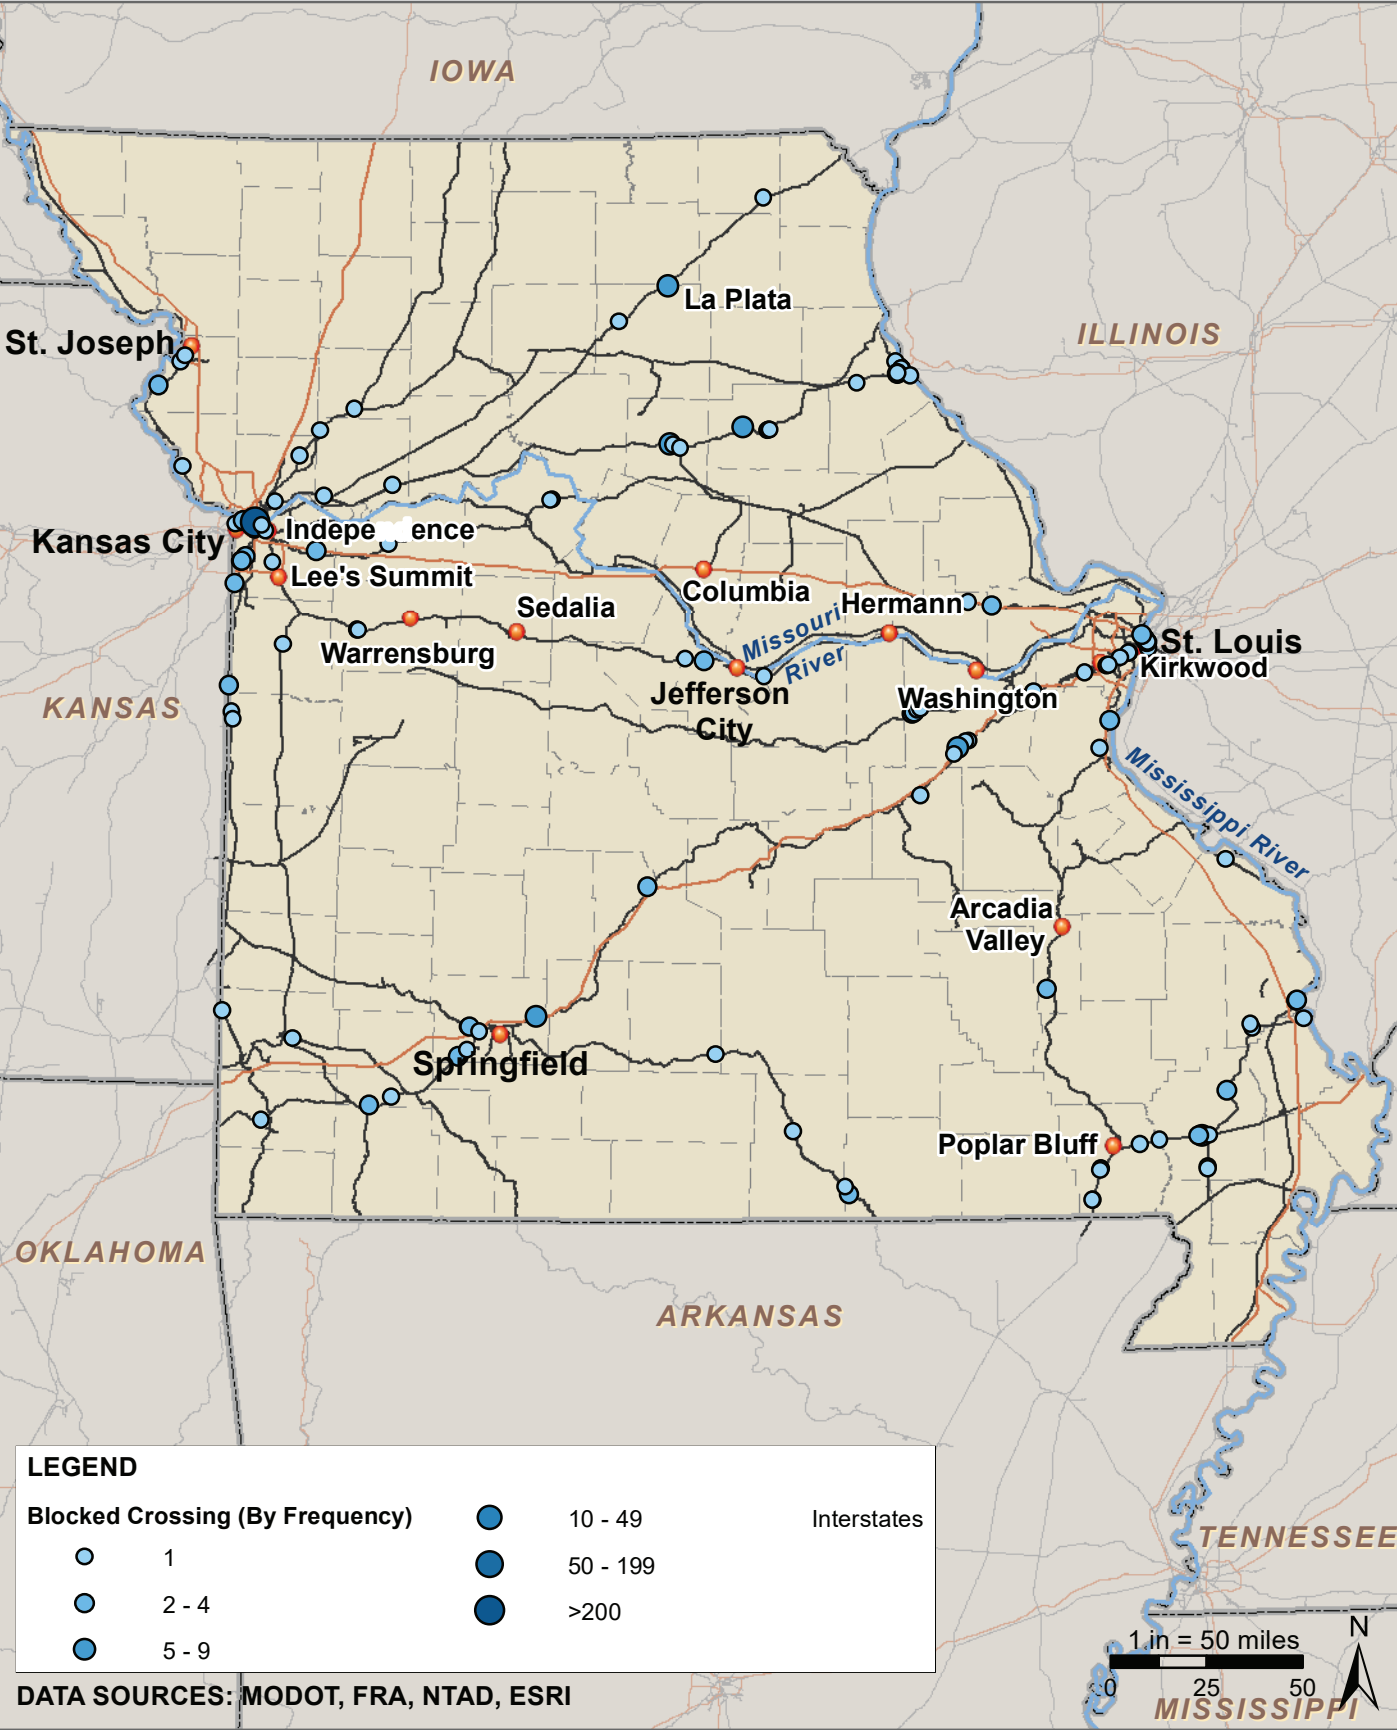 IOWA
La Plata
ILLINOIS
St. Joseph
Kansas City
Indepe ence
Lee's Summit
Columbia
Hermann
Sedalia
Missouri
River
St. Louis
Kirkwood
Warrensburg
Jefferson
City
Washington
KANSAS
Mississippi River
Arcadia
Valley
Springfield
Poplar Bluff
OKLAHOMA
ARKANSAS
LEGEND
Blocked Crossing (By Frequency)
1
2 - 4
5 - 9
10 - 49
50 - 199
>200
Interstates
TENNESSEE
N
1 in = 50 miles
0 25 50
MISSISSIPPI
DATA SOURCES: MODOT, FRA, NTAD, ESRI